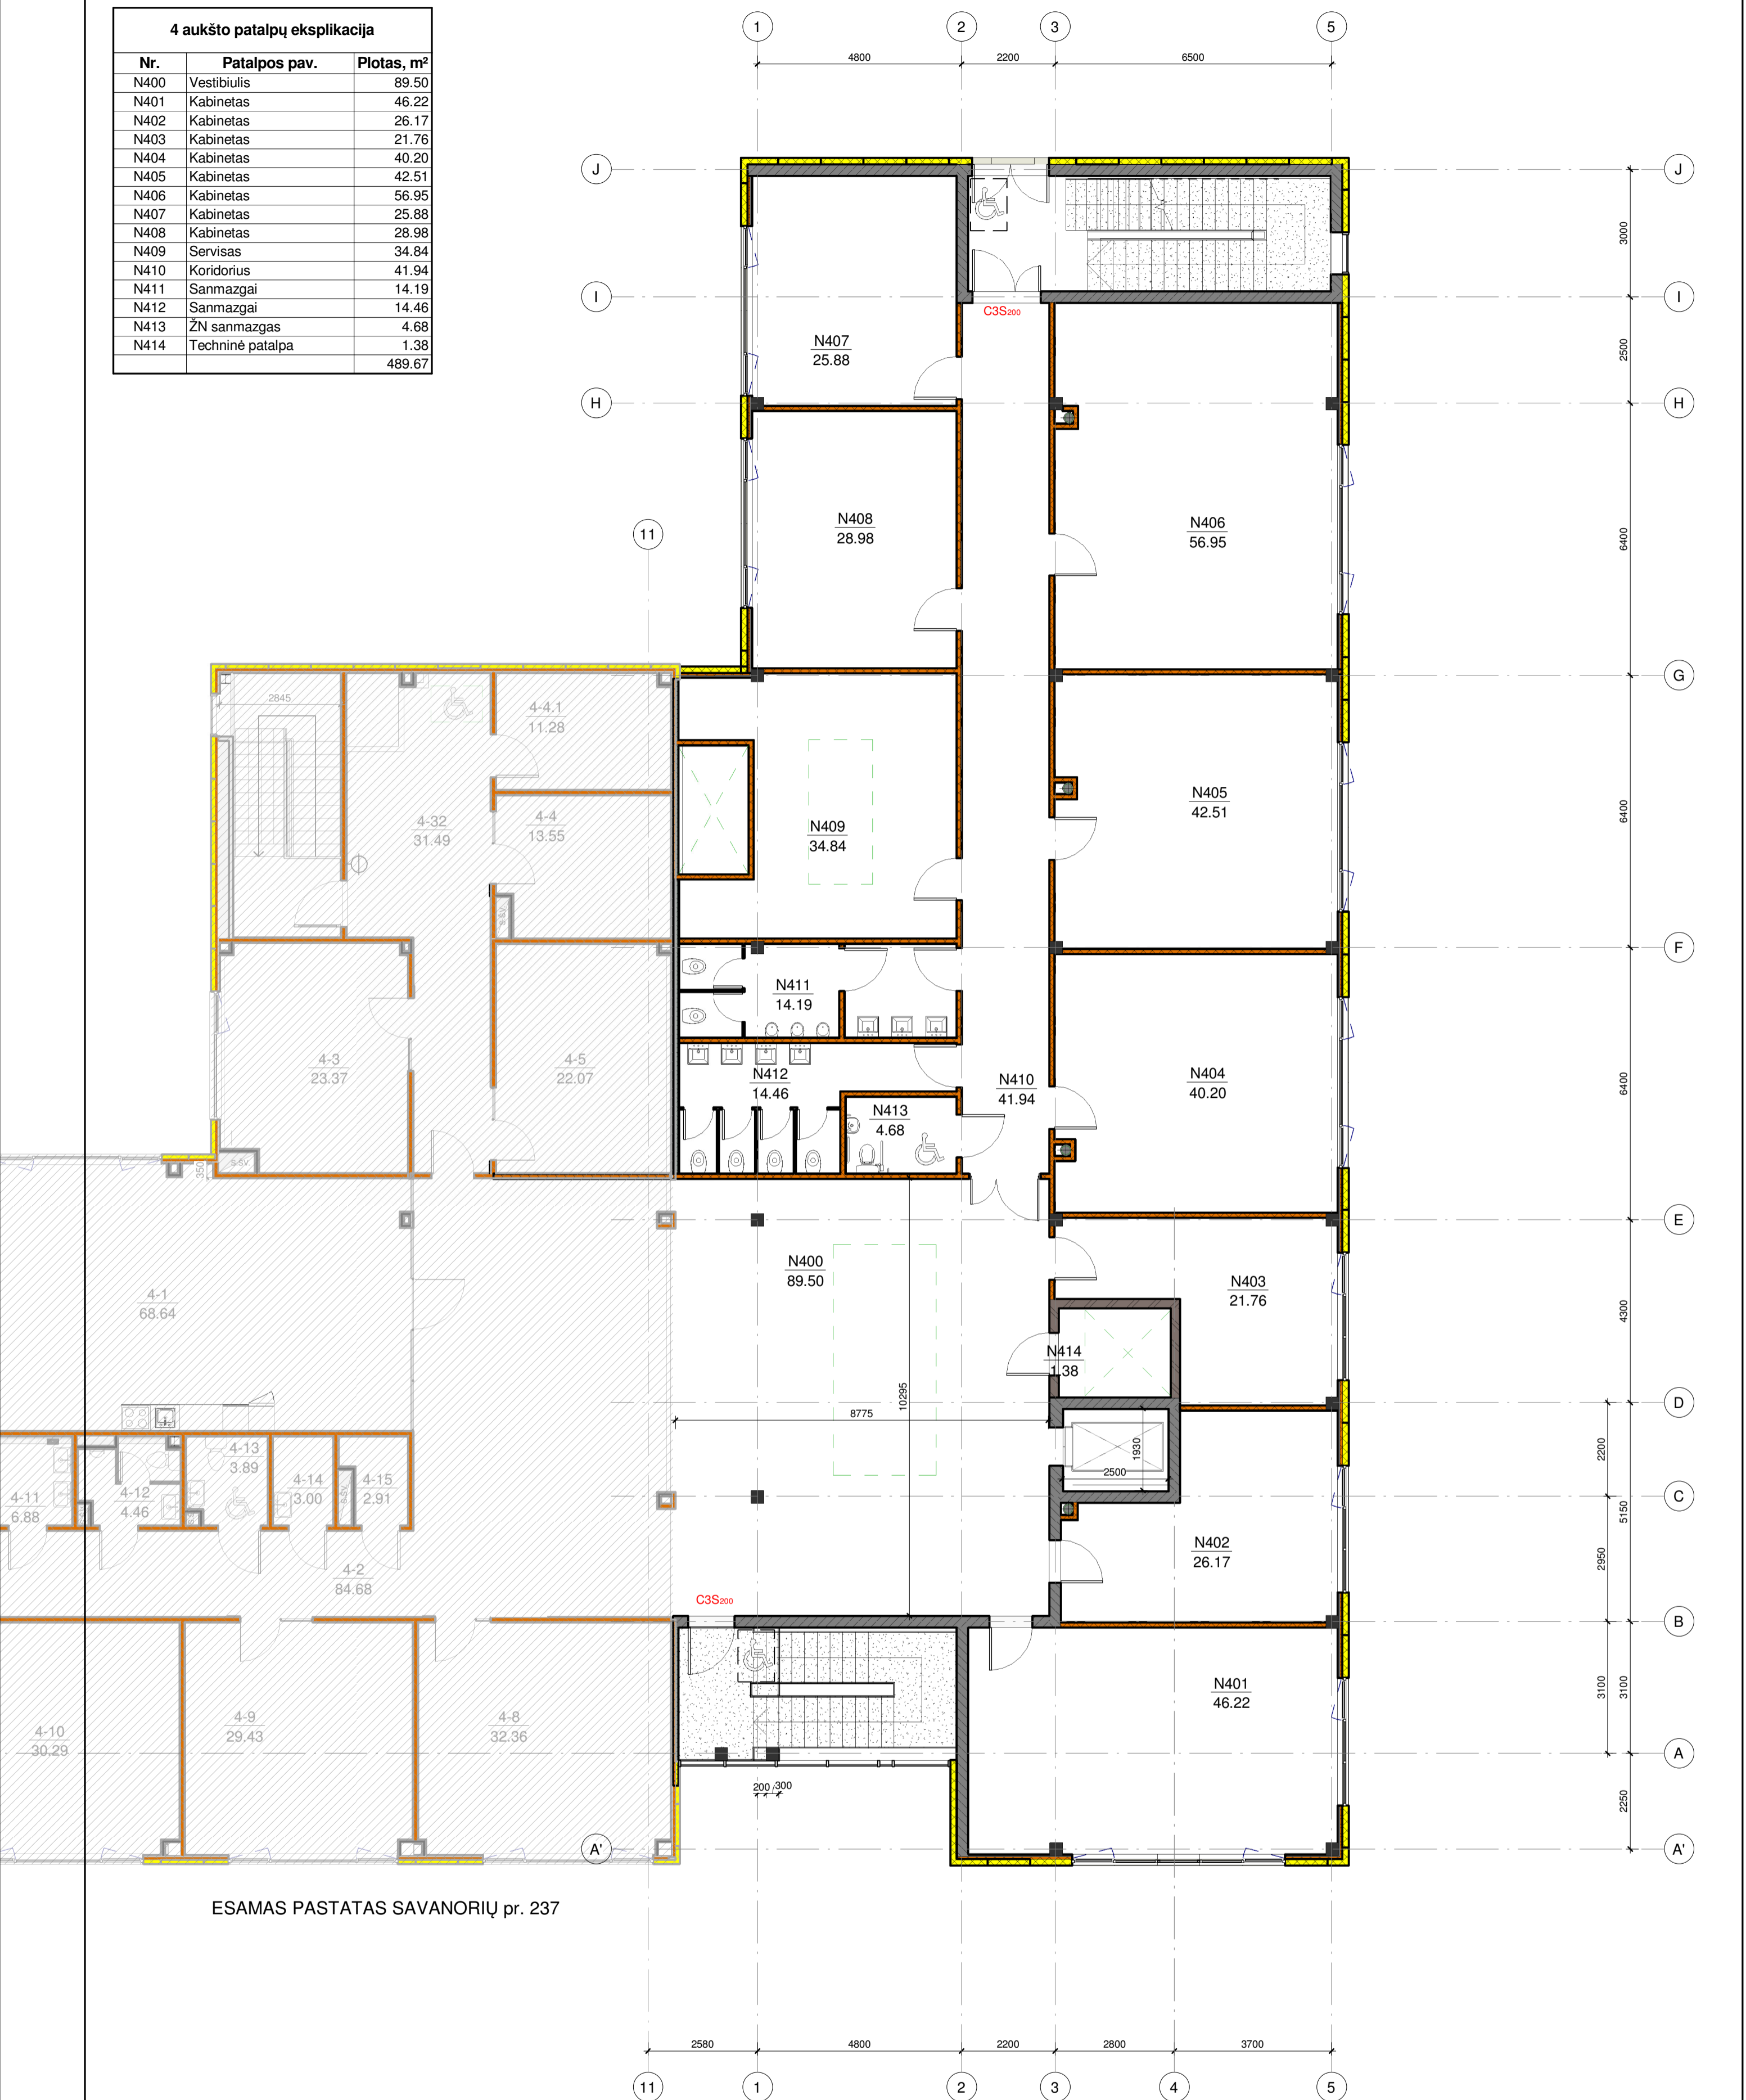 4 aukšto patalpų eksplikacija
Nr. Patalpos pav. Plotas, m²
N400 Vestibiulis 89.50
N401 Kabinetas 46.22
N402 Kabinetas 26.17
N403 Kabinetas 21.76
N404 Kabinetas 40.20
N405 Kabinetas 42.51
N406 Kabinetas 56.95
N407 Kabinetas 25.88
N408 Kabinetas 28.98
N409 Servisas 34.84
N410 Koridorius 41.94
N411 Sanmazgai 14.19
N412 Sanmazgai 14.46
N413 ŽN sanmazgas 4.68
N414 Techninė patalpa 1.38
489.67
1 2 3 5
4800 2200 6500
J J
3000
I I
C3S200
N407
25.88
2500
H H
N408
28.98
N406
56.95
6400
11
G G
2845
4-4.1
11.28
4-32
31.49
4-4
13.55
S.ŠV.
N409
34.84
N405
42.51
6400
F
N411
14.19
4-3
23.37
4-5
22.07
N412
14.46
N410
41.94
N404
40.20
6400
N413
4.68
S.ŠV.
350
E
N400
89.50
N403
21.76
4-1
68.64
4300
N414
1.38
10295
D
8775
1930
2500
2200
4-13
3.89
4-11
6.88
4-12
4.46
4-14
3.00
S.ŠV.
4-15
2.91
C
5150
2950
N402
26.17
4-2
84.68
C3S200
B
N401
46.22
3100 3100
4-10
30.29
4-9
29.43
4-8
32.36
A
200 300
2250
A' A'
ESAMAS PASTATAS SAVANORIŲ pr. 237
2580 4800 2200 2800 3700
11 1 2 3 4 5